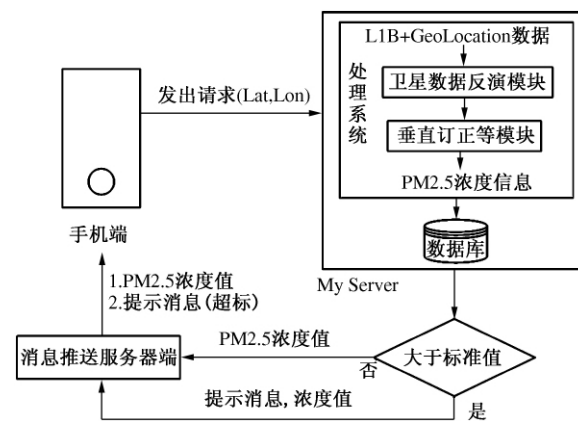 L1B+GeoLocation数据
处理系统
卫星数据反演模块
发出请求(Lat,Lon)
垂直订正等模块
PM2.5浓度信息
手机端
数据库
My Server
1.PM2.5浓度值
2.提示消息(超标)
PM2.5浓度值
消息推送服务器端
大于标准值
否
提示消息,浓度值
是